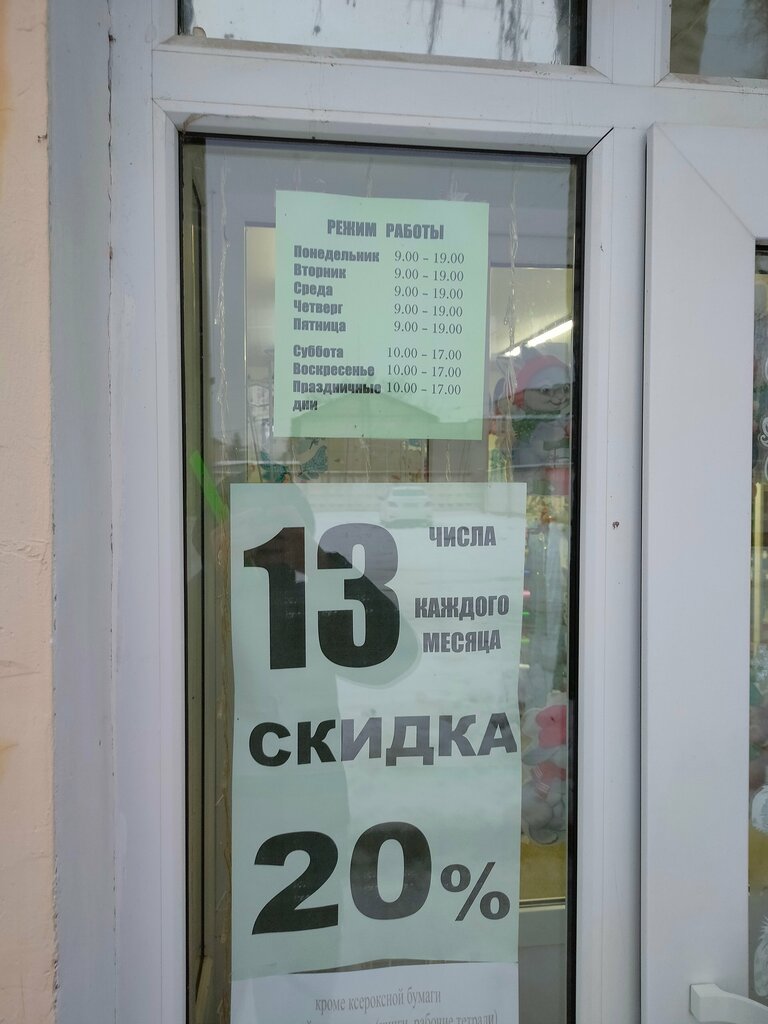 РЕЖИМ РАБОТЫ
Понедельник 9.00 – 19.00
Вторник 9.00 – 19.00
Среда 9.00 – 19.00
Четверг 9.00 – 19.00
Пятница 9.00 – 19.00
Суббота 10.00 – 17.00
Воскресенье 10.00 – 17.00
Праздничные 10.00 – 17.00
дни
13 ЧИСЛА
КАЖДОГО
МЕСЯЦА
СКИДКА
20%
кроме ксероксной бумаги
рабочие тетради)